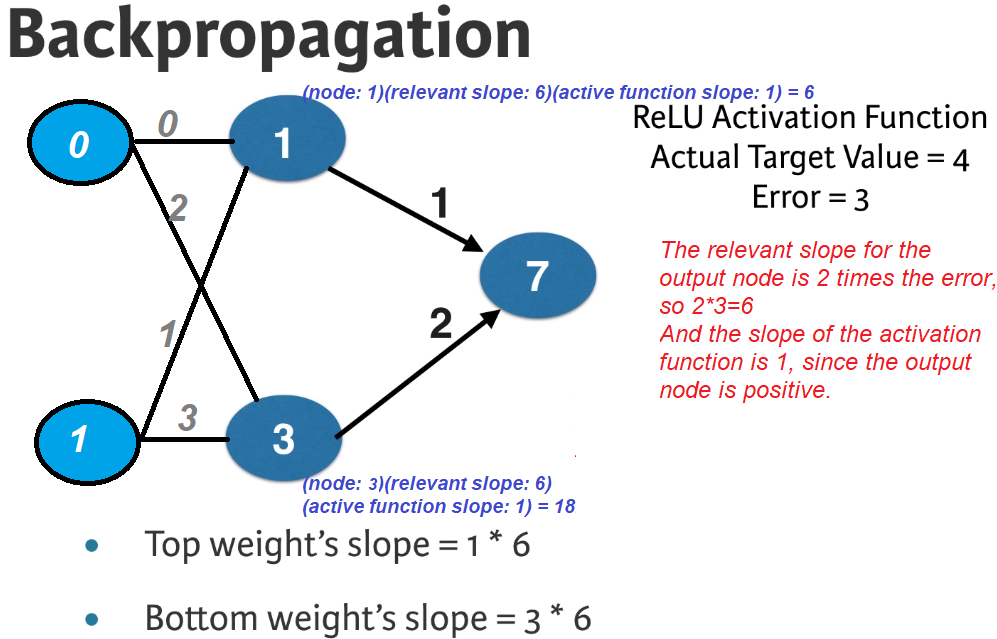 Backpropagation
(node: 1)(relevant slope: 6)(active function slope: 1) = 6
ReLU Activation Function
Actual Target Value = 4
Error = 3
The relevant slope for the
output node is 2 times the error,
so 2*3=6
And the slope of the activation
function is 1, since the output
node is positive.
0
0
1
2
1
7
1
2
1
3
3
(node: 3)(relevant slope: 6)
(active function slope: 1) = 18
• Top weight's slope = 1 * 6
• Bottom weight's slope = 3 * 6